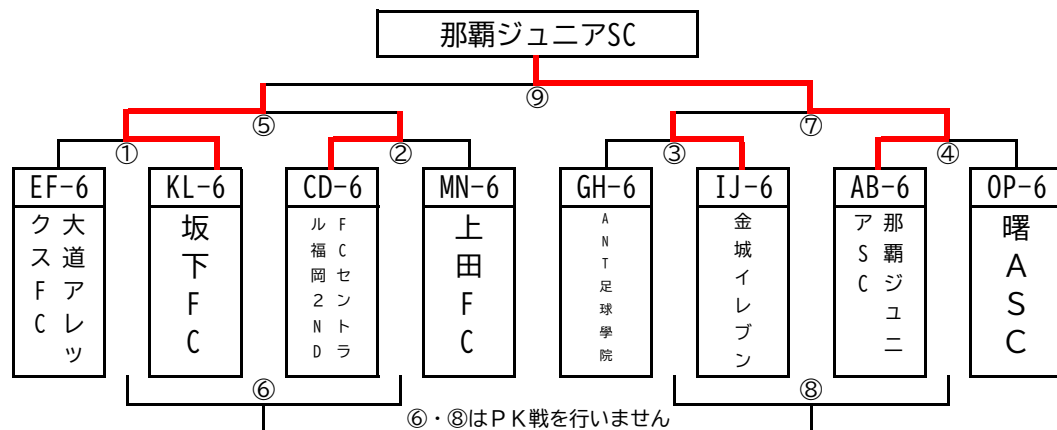 那覇ジュニアSC
⑨
⑤
⑦
①
②
③
④
EF-6
KL-6
CD-6
MN-6
GH-6
IJ-6
AB-6
OP-6
大道アレッ
クスFC
坂下FC
FCセントラ
ル福岡2ND
上田FC
ANT足球學院
金城イレブン
那覇ジュニ
アSC
曙ASC
⑥
⑧
⑥・⑧はPK戦を行いません